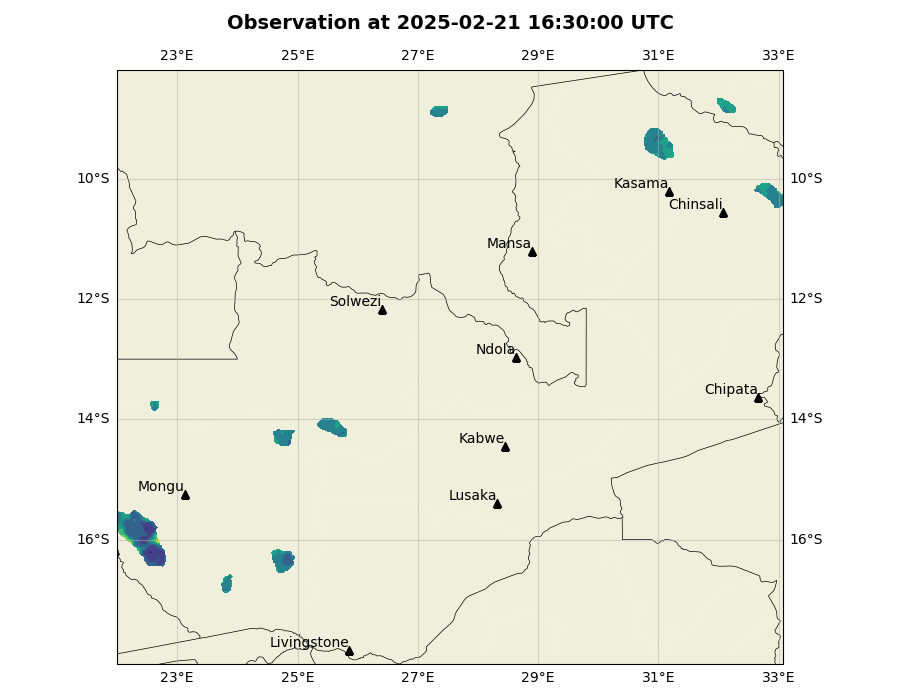 Observation at 2025-02-21 16:30:00 UTC
23°E 25°E 27°E 29°E 31°E 33°E
10°S 10°S
Kasama
Chinsali
Mansa
12°S 12°S
Solwezi
Ndola
Chipata
14°S 14°S
Kabwe
Mongu
Lusaka
16°S 16°S
Livingstone
23°E 25°E 27°E 29°E 31°E 33°E